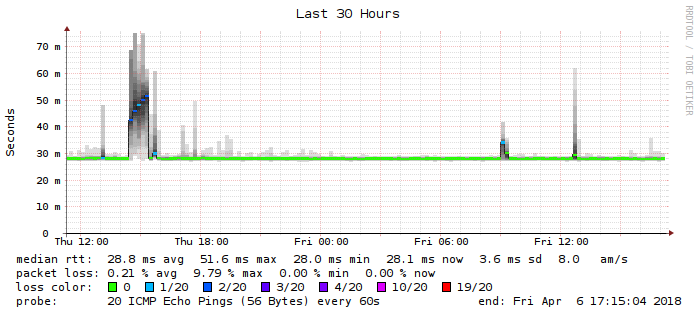 Last 30 Hours
RRDTOOL / TOBI OETIKER
Seconds
70 m
60 m
50 m
40 m
30 m
20 m
10 m
0
Thu 12:00 Thu 18:00 Fri 00:00 Fri 06:00 Fri 12:00
median rtt: 28.8 ms avg 51.6 ms max 28.0 ms min 28.1 ms now 3.6 ms sd 8.0 am/s
packet loss: 0.21 % avg 9.79 % max 0.00 % min 0.00 % now
loss color: 0 1/20 2/20 3/20 4/20 10/20 19/20
probe: 20 ICMP Echo Pings (56 Bytes) every 60s end: Fri Apr 6 17:15:04 2018